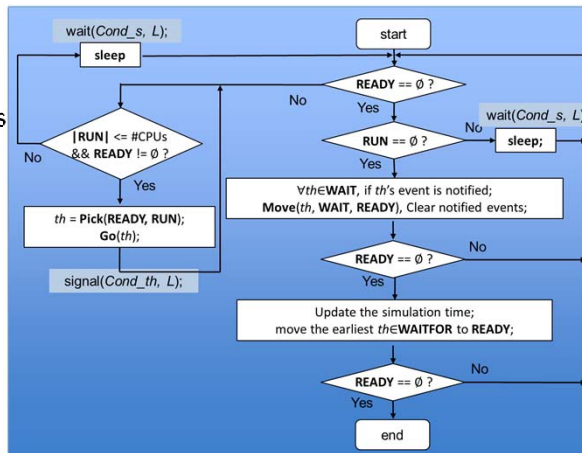 wait(Cond_s, L);
start
sleep
READY == Ø ?
No
Yes
s
wait(Cond_s, L)
|RUN| <= #CPUs
&& READY != Ø ?
No
Yes
RUN == Ø ?
No
sleep;
Yes
∀th∈WAIT, if th's event is notified;
Move(th, WAIT, READY), Clear notified events;
th = Pick(READY, RUN);
Go(th);
signal(Cond_th, L);
READY == Ø ?
No
Yes
Update the simulation time;
move the earliest th∈WAITFOR to READY;
READY == Ø ?
No
Yes
end